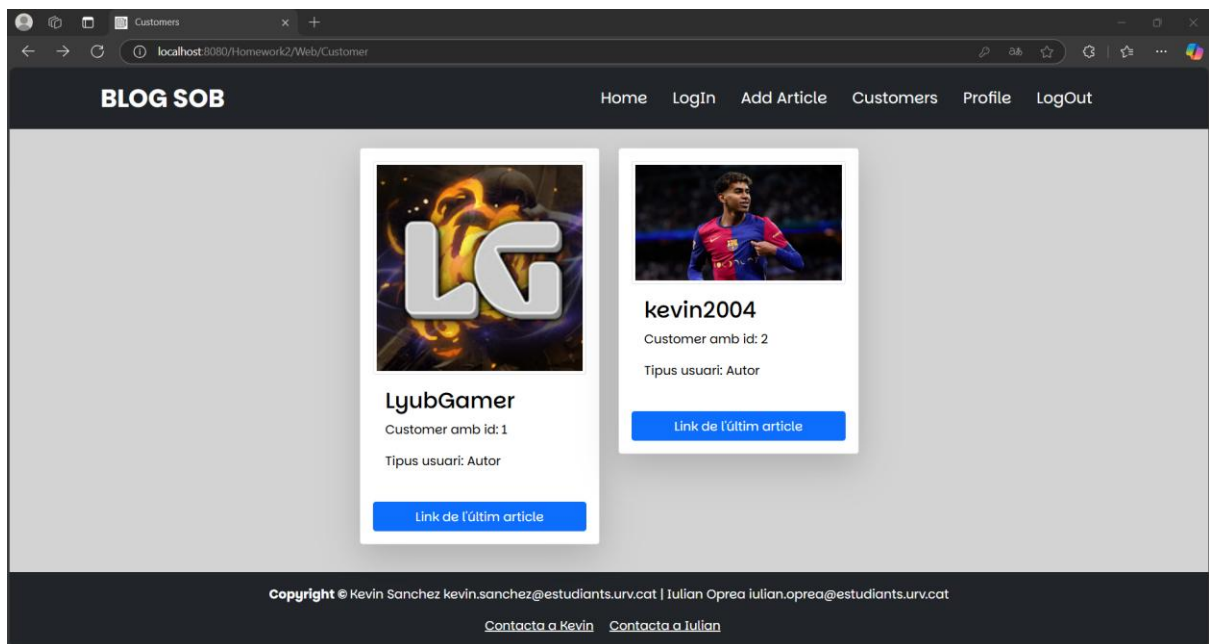 Customers
localhost:8080/Homework2/Web/Customer
BLOG SOB
Home LogIn Add Article Customers Profile LogOut
LG
LyubGamer
Customer amb id: 1
Tipus usuari: Autor
Link de l'últim article
kevin2004
Customer amb id: 2
Tipus usuari: Autor
Link de l'últim article
Copyright © Kevin Sanchez kevin.sanchez@estudiants.urv.cat | Iulian Oprea iulian.oprea@estudiants.urv.cat
Contacta a Kevin Contacta a Iulian